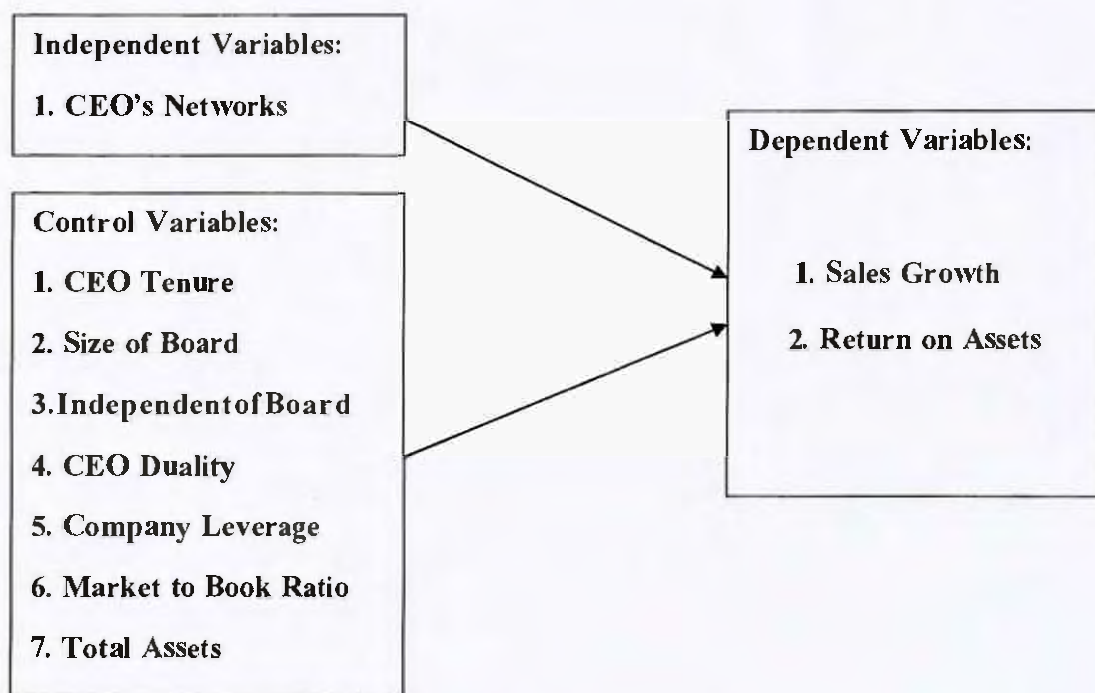 Independent Variables:
1. CEO's Networks
Control Variables:
1. CEO Tenure
2. Size of Board
3.IndependentofBoard
4. CEO Duality
5. Company Leverage
6. Market to Book Ratio
7. Total Assets
Dependent Variables:
1. Sales Growth
2. Return on Assets